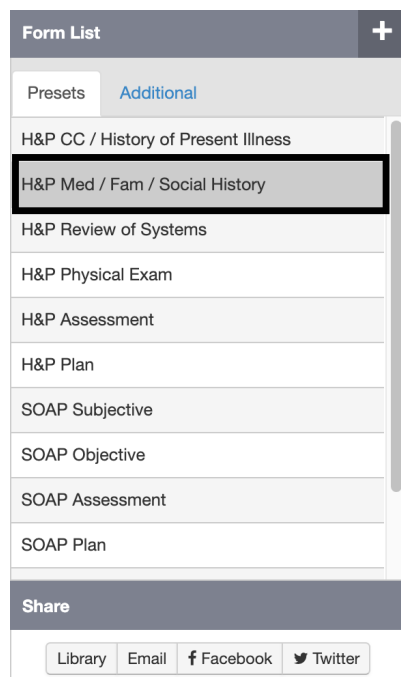 Form List +
Presets Additional
H&P CC / History of Present Illness
H&P Med / Fam / Social History
H&P Review of Systems
H&P Physical Exam
H&P Assessment
H&P Plan
SOAP Subjective
SOAP Objective
SOAP Assessment
SOAP Plan
Share
Library Email Facebook Twitter